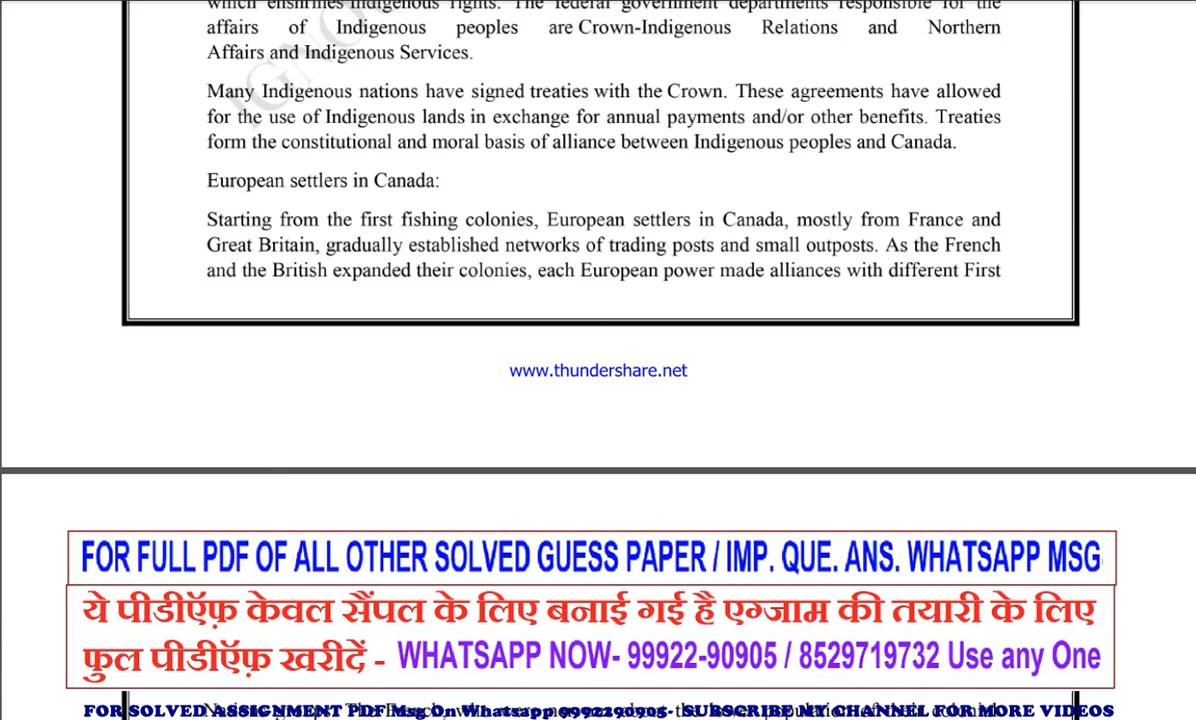 which enshrines Indigenous rights. The federal government departments responsible for the
affairs of Indigenous peoples are Crown-Indigenous Relations and Northern
Affairs and Indigenous Services.
Many Indigenous nations have signed treaties with the Crown. These agreements have allowed
for the use of Indigenous lands in exchange for annual payments and/or other benefits. Treaties
form the constitutional and moral basis of alliance between Indigenous peoples and Canada.
European settlers in Canada:
Starting from the first fishing colonies, European settlers in Canada, mostly from France and
Great Britain, gradually established networks of trading posts and small outposts. As the French
and the British expanded their colonies, each European power made alliances with different First
www.thundershare.net
FOR FULL PDF OF ALL OTHER SOLVED GUESS PAPER / IMP. QUE. ANS. WHATSAPP MSG
ये पीडीऍफ़ केवल सैंपल के लिए बनाई गई है एग्जाम की तयारी के लिए
फुल पीडीऍफ़ खरीदें - WHATSAPP NOW- 99922-90905 / 8529719732 Use any One
FOR SOLVED ASSIGNMENT PDF Msg On Whatsapp 9992290905- SUBSCRIBE MY CHANNEL FOR MORE VIDEOS